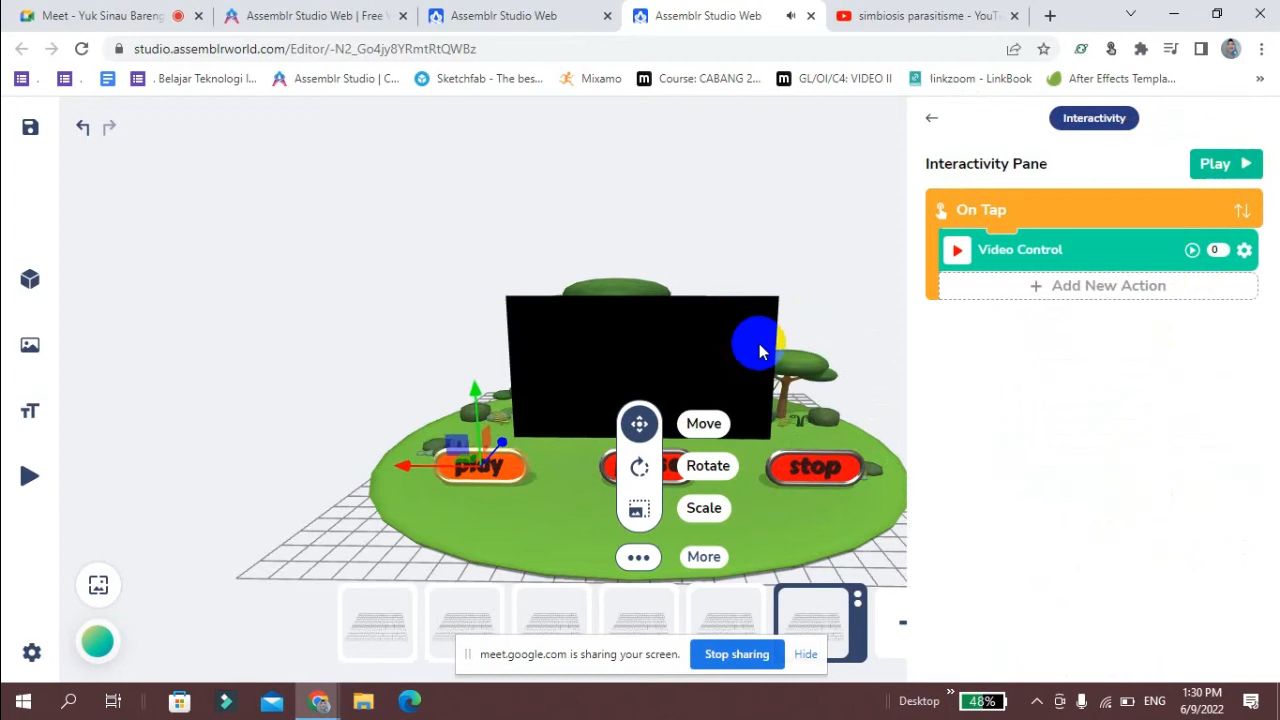 Meet - Yuk Sinau Bareng
Assemblr Studio Web | Free
Assemblr Studio Web
Assemblr Studio Web
simbiosis parasitisme - YouTu
studio.assemblrworld.com/Editor/-N2_Go4jy8YRmtRtQWBz
. Belajar Teknologi I...
Assemblr Studio | C...
Sketchfab - The bes...
Mixamo
Course: CABANG 2...
GL/OI/C4: VIDEO II
linkzoom - LinkBook
After Effects Templa...
Interactivity
Interactivity Pane
Play
On Tap
Video Control
0
+ Add New Action
play
stop
Move
Rotate
Scale
More
meet.google.com is sharing your screen.
Stop sharing
Hide
Desktop
48%
ENG
1:30 PM
6/9/2022